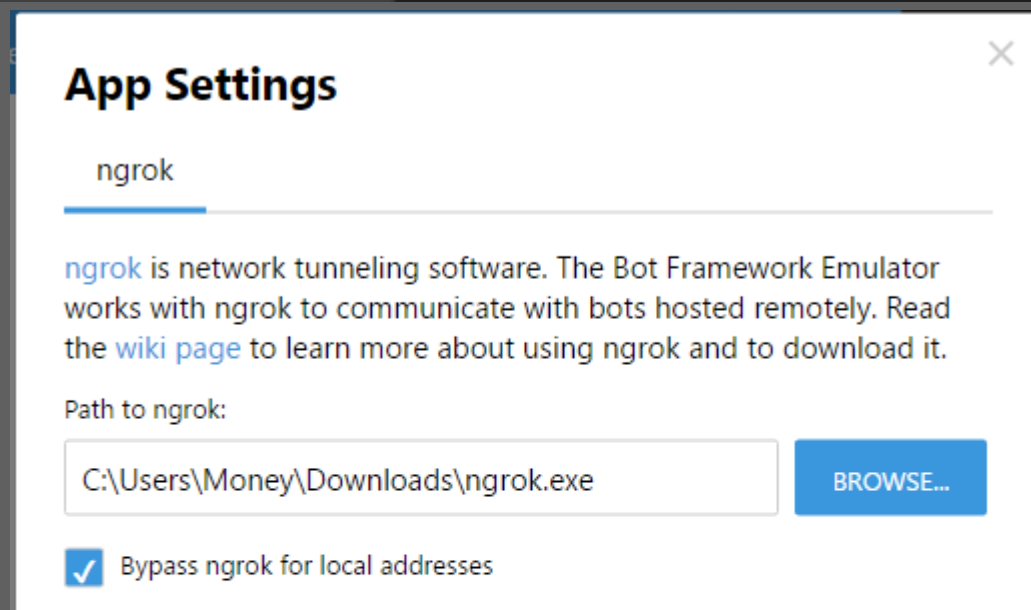 App Settings
ngrok
ngrok is network tunneling software. The Bot Framework Emulator
works with ngrok to communicate with bots hosted remotely. Read
the wiki page to learn more about using ngrok and to download it.
Path to ngrok:
C:\Users\Money\Downloads\ngrok.exe
BROWSE...
Bypass ngrok for local addresses